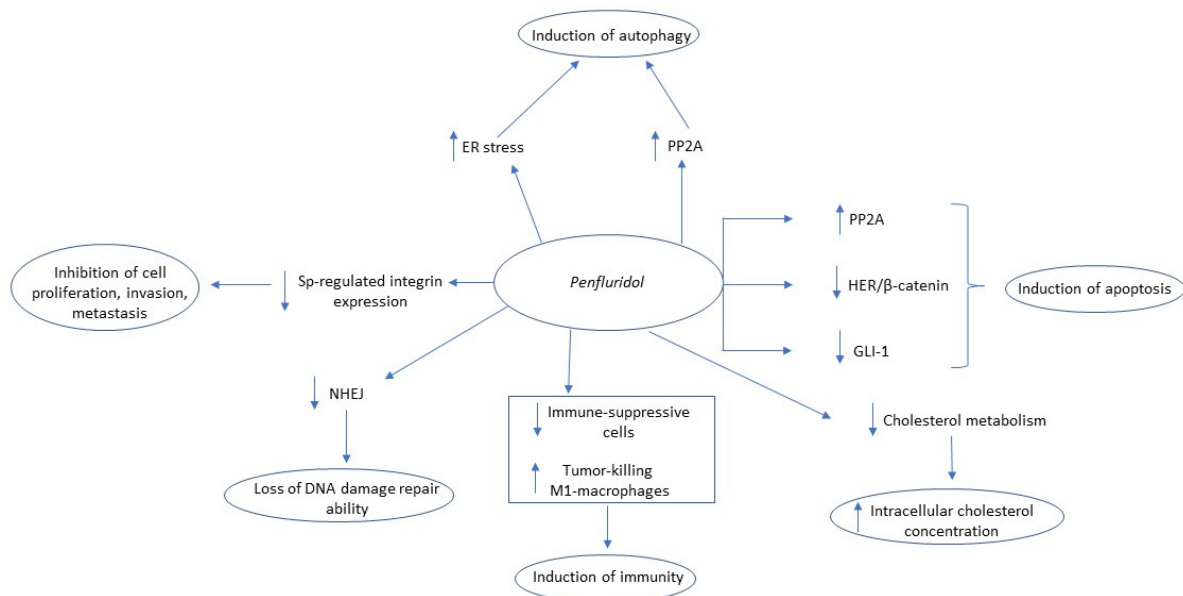 Induction of autophagy
ER stress
PP2A
PP2A
Inhibition of cell
proliferation, invasion,
metastasis
Sp-regulated integrin
expression
Penfluridol
HER/β-catenin
Induction of apoptosis
GLI-1
NHEJ
Immune-suppressive
cells
Cholesterol metabolism
Tumor-killing
M1-macrophages
Loss of DNA damage repair
ability
Intracellular cholesterol
concentration
Induction of immunity